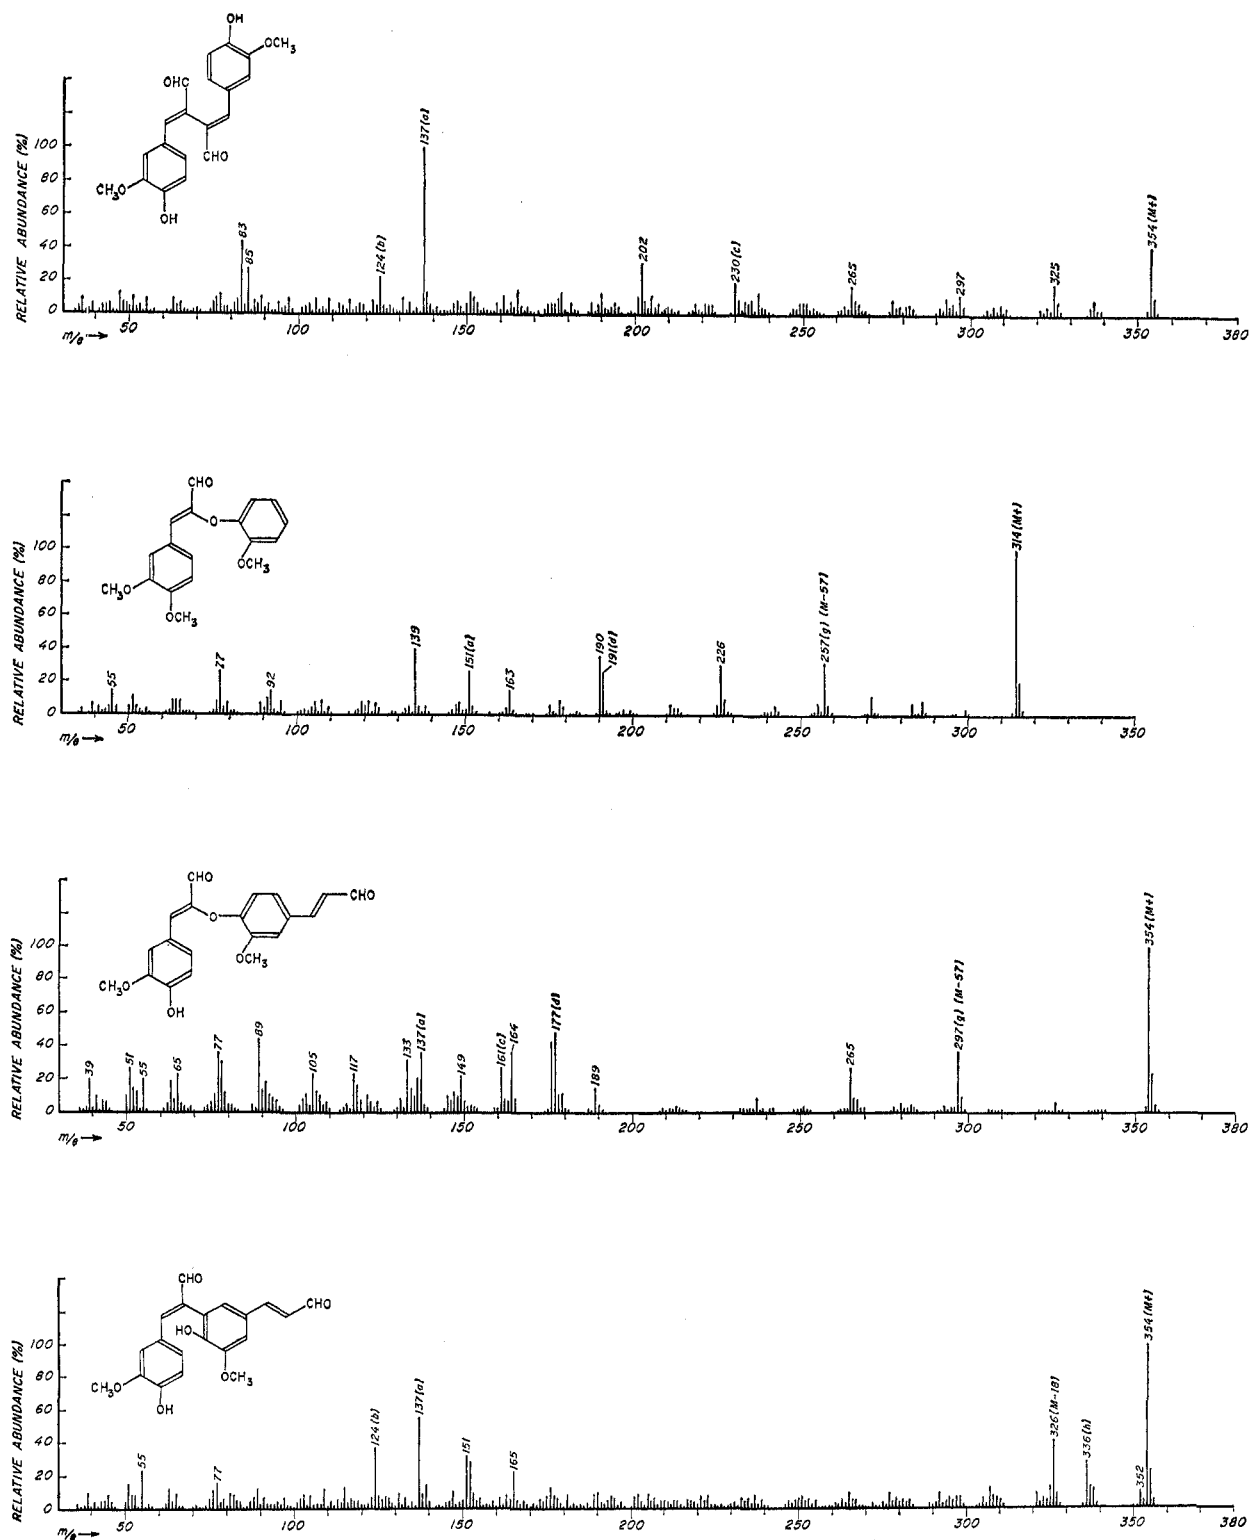 OH
OCH3
OHC
CHO
CH3O
OH
RELATIVE ABUNDANCE (%)
100
80
60
40
20
0
83
85
124(b)
137(a)
202
230(c)
265
297
325
354(M+)
m/e →
50
100
150
200
250
300
350
380
CHO
O
OCH3
CH3O
OCH3
RELATIVE ABUNDANCE (%)
100
80
60
40
20
0
55
77
92
139
151(a)
163
190
191(d)
226
257(g) (M-57)
314(M+)
m/e →
50
100
150
200
250
300
350
CHO
O
CHO
OCH3
CH3O
OH
RELATIVE ABUNDANCE (%)
100
80
60
40
20
0
39
51
55
65
77
89
105
117
133
137(a)
149
161(c)
164
177(d)
189
265
297(g) (M-57)
354(M+)
m/e →
50
100
150
200
250
300
350
380
CHO
CHO
HO
OCH3
CH3O
OH
RELATIVE ABUNDANCE (%)
100
80
60
40
20
0
55
77
124(b)
137(a)
151
165
326(M-18)
336(h)
352
354(M+)
m/e →
50
100
150
200
250
300
350
380